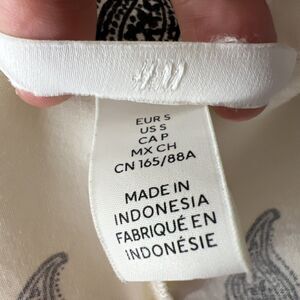 H&M
EUR S
US S
CA P
MX CH
CN 165/88A
MADE IN
INDONESIA
FABRIQUÉ EN
INDONÉSIE